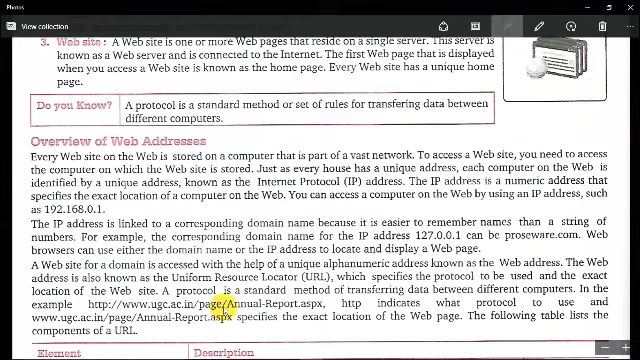 Photos
View collection
3. Web site : A Web site is one or more Web pages that reside on a single server. This server is
known as a Web server and is connected to the Internet. The first Web page that is displayed
when you access a Web site is known as the home page. Every Web site has a unique home
page.
Do you Know?
A protocol is a standard method or set of rules for transfering data between
different computers.
Overview of Web Addresses
Every Web site on the Web is stored on a computer that is part of a vast network. To access a Web site, you need to access
the computer on which the Web site is stored. Just as every house has a unique address, each computer on the Web is
identified by a unique address, known as the Internet Protocol (IP) address. The IP address is a numeric address that
specifies the exact location of a computer on the Web. You can access a computer on the Web by using an IP address, such
as 192.168.0.1.
The IP address is linked to a corresponding domain name because it is easier to remember names than a string of
numbers. For example, the corresponding domain name for the IP address 127.0.0.1 can be proseware.com. Web
browsers can use either the domain name or the IP address to locate and display a Web page.
A Web site for a domain is accessed with the help of a unique alphanumeric address known as the Web address. The Web
address is also known as the Uniform Resource Locator (URL), which specifies the protocol to be used and the exact
location of the Web site. A protocol is a standard method of transferring data between different computers. In the
example http://www.ugc.ac.in/page/Annual-Report.aspx, http indicates what protocol to use and
www.ugc.ac.in/page/Annual-Report.aspx specifies the exact location of the Web page. The following table lists the
components of a URL.
Element
Description